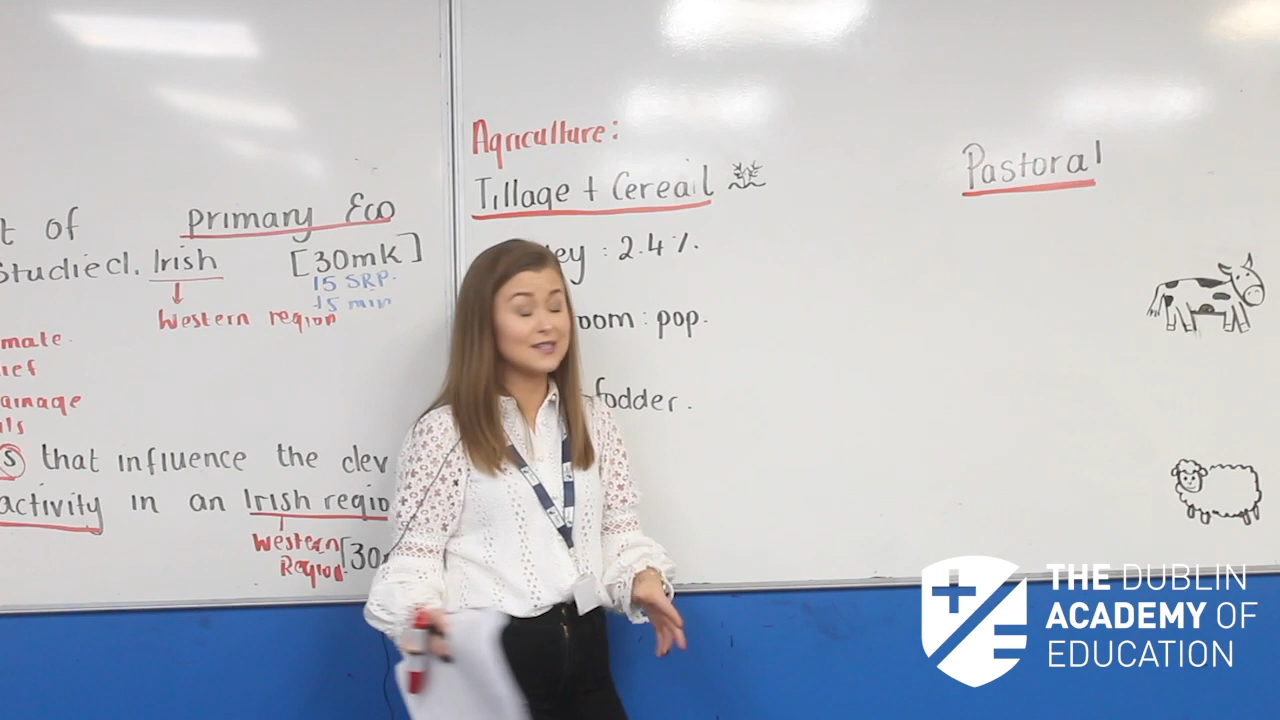 t of primary Eco
studied. Irish [30mk]
15 SRP.
15 min
Western region
mate.
ief
ainage
ils
s that influence the dev
activity in an Irish regio
Western [30
Region
Agriculture:
Tillage + Cereail
ey : 2.4%.
oom : pop.
fodder.
Pastoral
THE DUBLIN
ACADEMY OF
EDUCATION